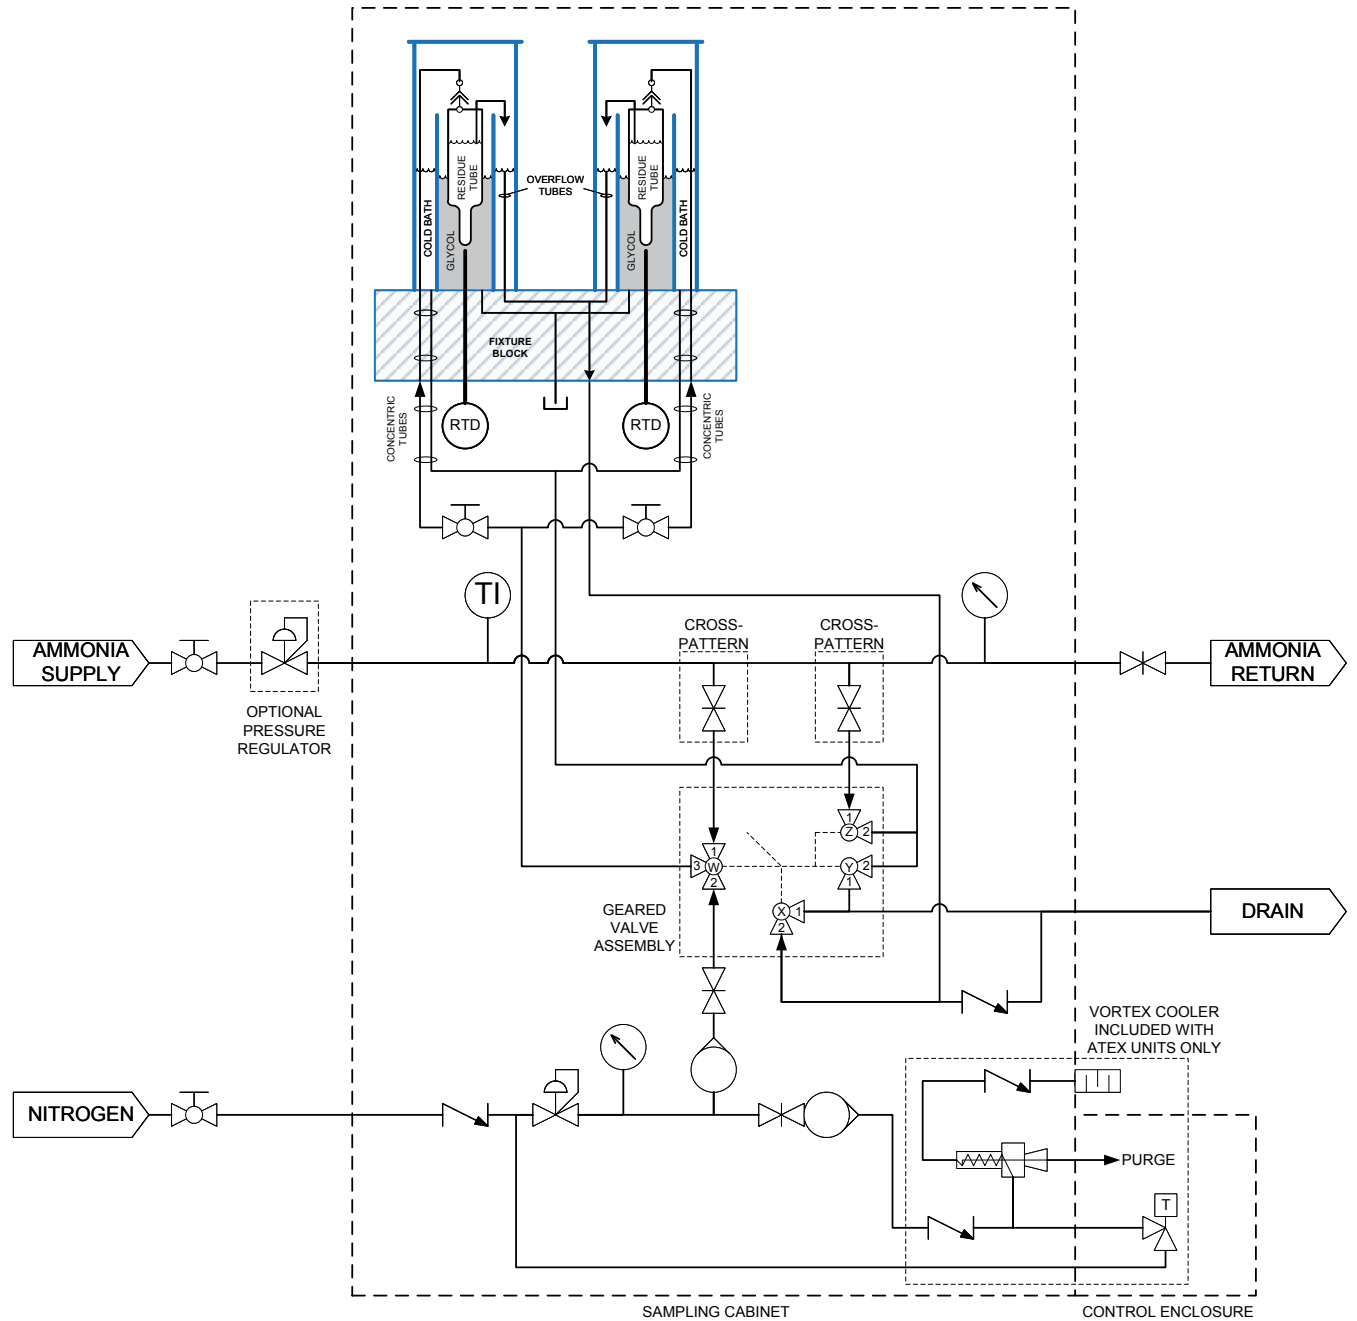 RESIDUE
TUBE
RESIDUE
TUBE
OVERFLOW
TUBES
COLD BATH
GLYCOL
GLYCOL
COLD BATH
FIXTURE
BLOCK
CONCENTRIC
TUBES
RTD
RTD
CONCENTRIC
TUBES
TI
CROSS-
PATTERN
CROSS-
PATTERN
AMMONIA
SUPPLY
AMMONIA
RETURN
OPTIONAL
PRESSURE
REGULATOR
1
Z 2
1
3 W
2
Y 2
1
X 1
2
GEARED
VALVE
ASSEMBLY
DRAIN
VORTEX COOLER
INCLUDED WITH
ATEX UNITS ONLY
NITROGEN
PURGE
T
SAMPLING CABINET
CONTROL ENCLOSURE